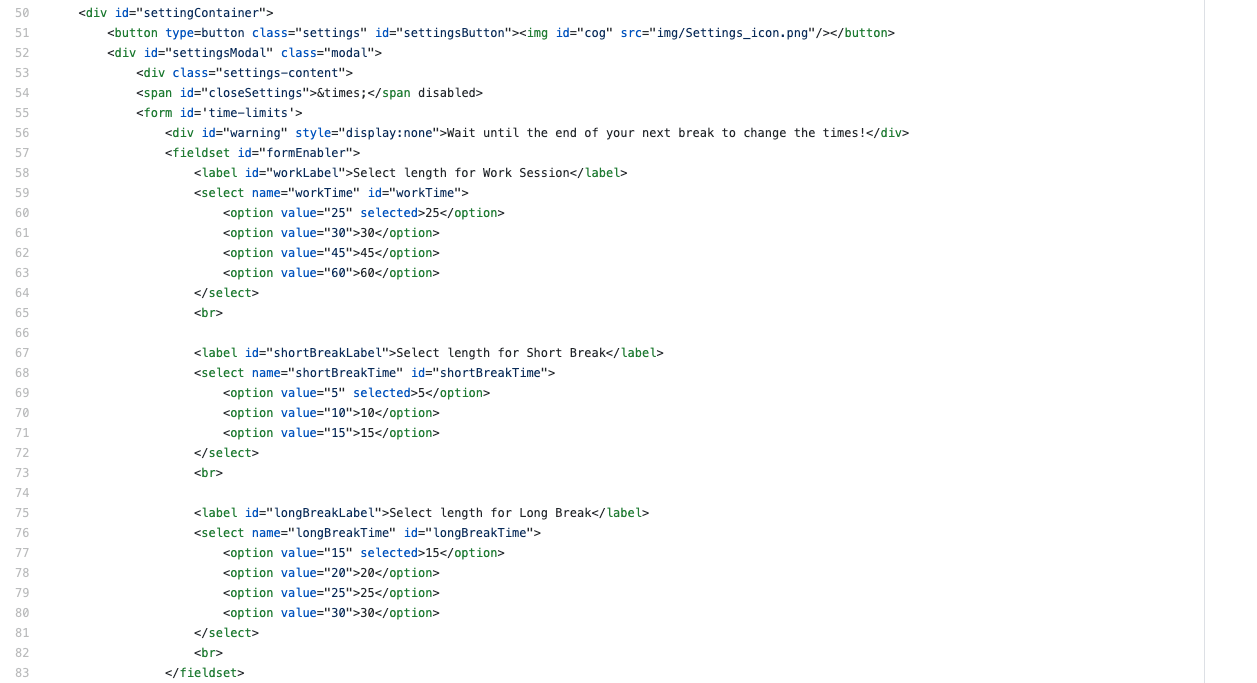 50 <div id="settingContainer">
51 <button type=button class="settings" id="settingsButton"><img id="cog" src="img/Settings_icon.png"/></button>
52 <div id="settingsModal" class="modal">
53 <div class="settings-content">
54 <span id="closeSettings">&times;</span disabled>
55 <form id='time-limits'>
56 <div id="warning" style="display:none">Wait until the end of your next break to change the times!</div>
57 <fieldset id="formEnabler">
58 <label id="workLabel">Select length for Work Session</label>
59 <select name="workTime" id="workTime">
60 <option value="25" selected>25</option>
61 <option value="30">30</option>
62 <option value="45">45</option>
63 <option value="60">60</option>
64 </select>
65 <br>
66
67 <label id="shortBreakLabel">Select length for Short Break</label>
68 <select name="shortBreakTime" id="shortBreakTime">
69 <option value="5" selected>5</option>
70 <option value="10">10</option>
71 <option value="15">15</option>
72 </select>
73 <br>
74
75 <label id="longBreakLabel">Select length for Long Break</label>
76 <select name="longBreakTime" id="longBreakTime">
77 <option value="15" selected>15</option>
78 <option value="20">20</option>
79 <option value="25">25</option>
80 <option value="30">30</option>
81 </select>
82 <br>
83 </fieldset>